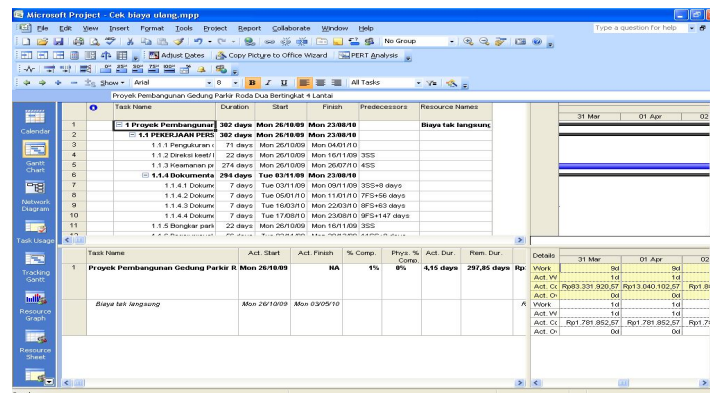 Microsoft Project - Cek biaya ulang.mpp
File Edit View Insert Format Tools Project Report Collaborate Window Help Type a question for help
No Group
Adjust Dates Copy Picture to Office Wizard PERT Analysis
0% 25% 50% 75% 100%
Show Arial 8 B I U All Tasks
Proyek Pembangunan Gedung Parkir Roda Dua Bertingkat 4 Lantai
Task Name Duration Start Finish Predecessors Resource Names
31 Mar 01 Apr 02
1 1 Proyek Pembangunan 302 days Mon 26/10/09 Mon 23/08/10 Biaya tak langsung
2 1.1 PEKERJAAN PERS 302 days Mon 26/10/09 Mon 23/08/10
3 1.1.1 Pengukuran 71 days Mon 26/10/09 Mon 04/01/10
4 1.1.2 Direksi keet/ 22 days Mon 26/10/09 Mon 16/11/09 3SS
5 1.1.3 Keamanan pr 274 days Mon 26/10/09 Mon 26/07/10 4SS
6 1.1.4 Dokumenta 294 days Tue 03/11/09 Mon 23/08/10
7 1.1.4.1 Dokume 7 days Tue 03/11/09 Mon 09/11/09 3SS+8 days
8 1.1.4.2 Dokume 7 days Tue 05/01/10 Mon 11/01/10 7FS+56 days
9 1.1.4.3 Dokume 7 days Tue 16/03/10 Mon 22/03/10 8FS+63 days
10 1.1.4.4 Dokume 7 days Tue 17/08/10 Mon 23/08/10 9FS+147 days
11 1.1.5 Bongkar park 22 days Mon 26/10/09 Mon 16/11/09 3SS
Task Name Act. Start Act. Finish % Comp. Phys. % Comp. Act. Dur. Rem. Dur.
1 Proyek Pembangunan Gedung Parkir R Mon 26/10/09 NA 1% 0% 4,15 days 297,85 days Rp
Biaya tak langsung Mon 26/10/09 Mon 03/05/10 R
Details 31 Mar 01 Apr 02
Work 9d 9d
Act. W 1d 1d
Act. Cc Rp83.331.920,57 Rp13.040.102,57 Rp1.8
Act. O 0d 0d
Work 1d 1d
Act. W 1d 1d
Act. Cc Rp1.781.852,57 Rp1.781.852,57 Rp1.7
Act. O 0d 0d
Calendar
Gantt Chart
Network Diagram
Task Usage
Tracking Gantt
Resource Graph
Resource Sheet